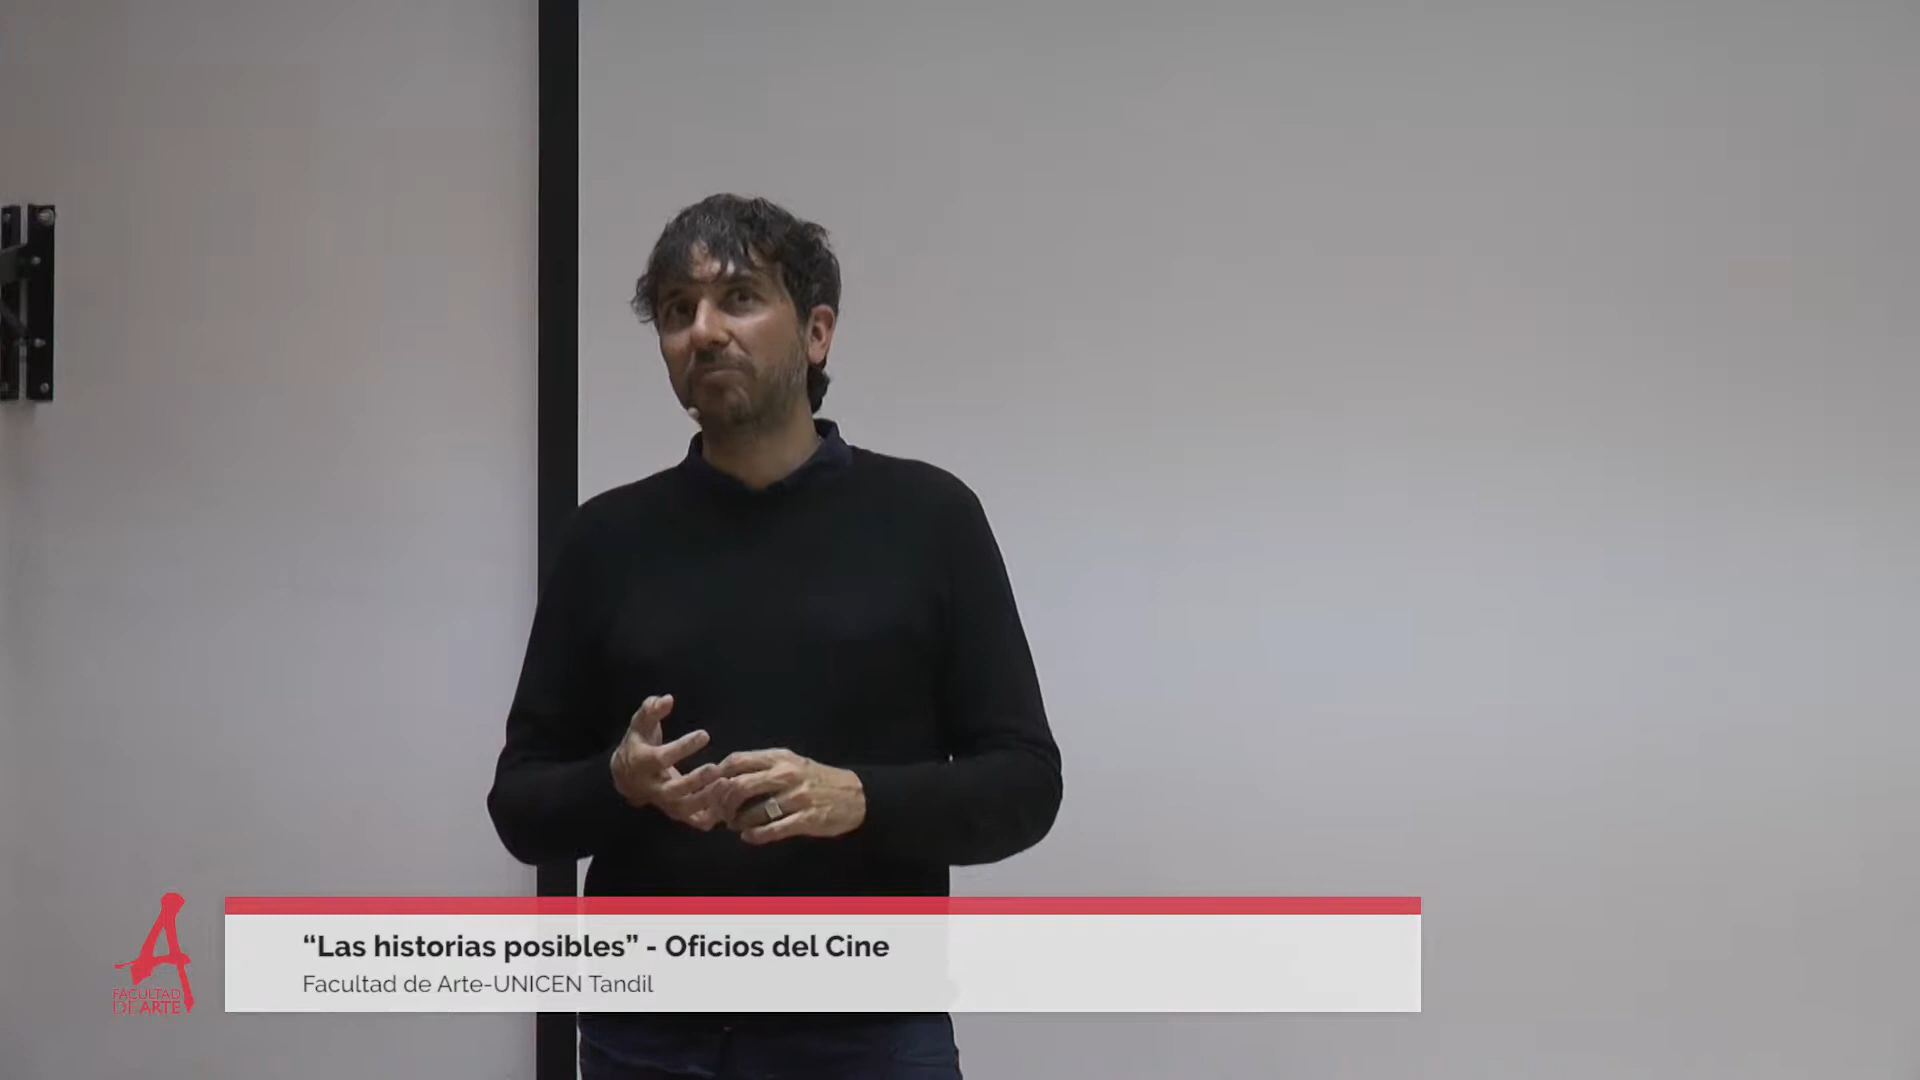 “Las historias posibles” - Oficios del Cine
Facultad de Arte-UNICEN Tandil
FACULTAD
DE ARTE